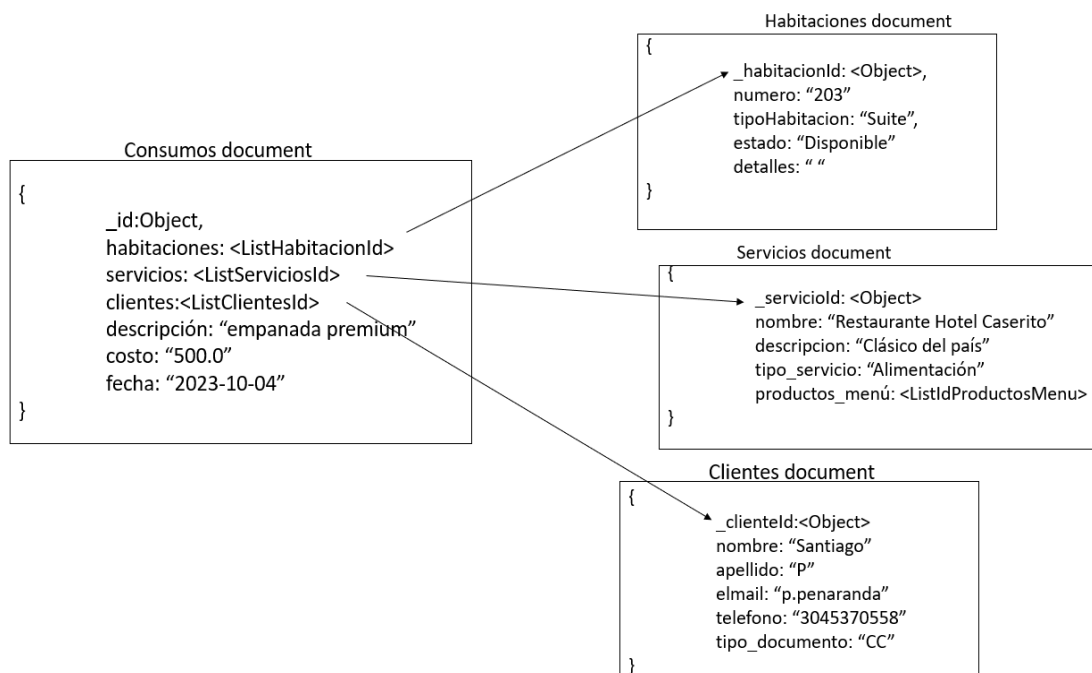 Habitaciones document
{
_habitacionId: <Object>,
numero: “203”
tipoHabitacion: “Suite”,
estado: “Disponible”
detalles: “ “
}
Consumos document
{
_id:Object,
habitaciones: <ListHabitacionId>
servicios: <ListServiciosId>
clientes:<ListClientesId>
descripción: “empanada premium”
costo: “500.0”
fecha: “2023-10-04”
}
Servicios document
{
_servicioId: <Object>
nombre: “Restaurante Hotel Caserito”
descripcion: “Clásico del país”
tipo_servicio: “Alimentación”
productos_menú: <ListIdProductosMenu>
}
Clientes document
{
_clienteId:<Object>
nombre: “Santiago”
apellido: “P”
elmail: “p.penaranda”
telefono: “3045370558”
tipo_documento: “CC”
}